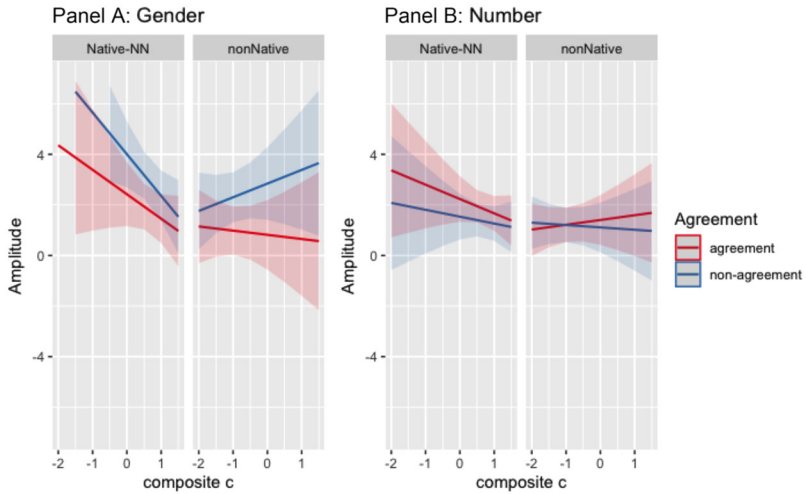 Panel A: Gender
Panel B: Number
Native-NN
nonNative
Native-NN
nonNative
Amplitude
4
0
-4
-2 -1 0 1
-2 -1 0 1
composite c
Amplitude
4
0
-4
-2 -1 0 1
-2 -1 0 1
composite c
Agreement
agreement
non-agreement